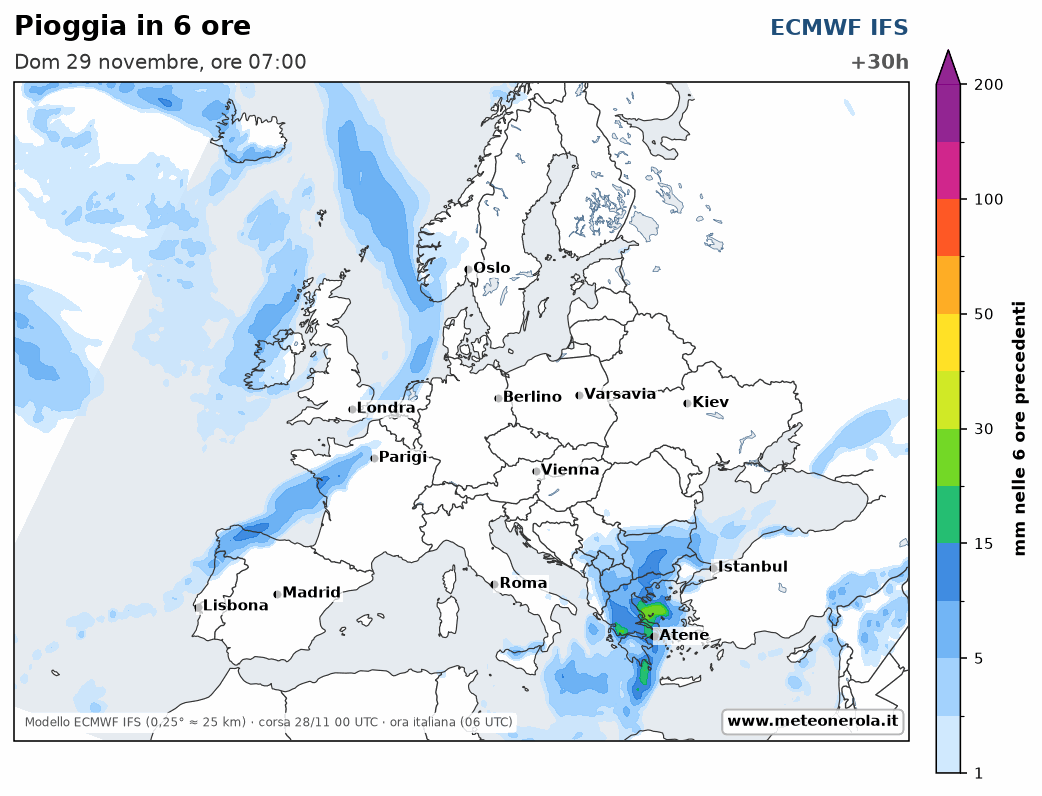 Pioggia in 6 ore
ECMWF IFS
Dom 29 novembre, ore 07:00
+30h
200
100
50
30
15
5
1
mm nelle 6 ore precedenti
Oslo
Londra
Berlino
Varsavia
Kiev
Parigi
Vienna
Istanbul
Roma
Madrid
Lisbona
Atene
Modello ECMWF IFS (0,25° ≈ 25 km) · corsa 28/11 00 UTC · ora italiana (06 UTC)
www.meteonerola.it